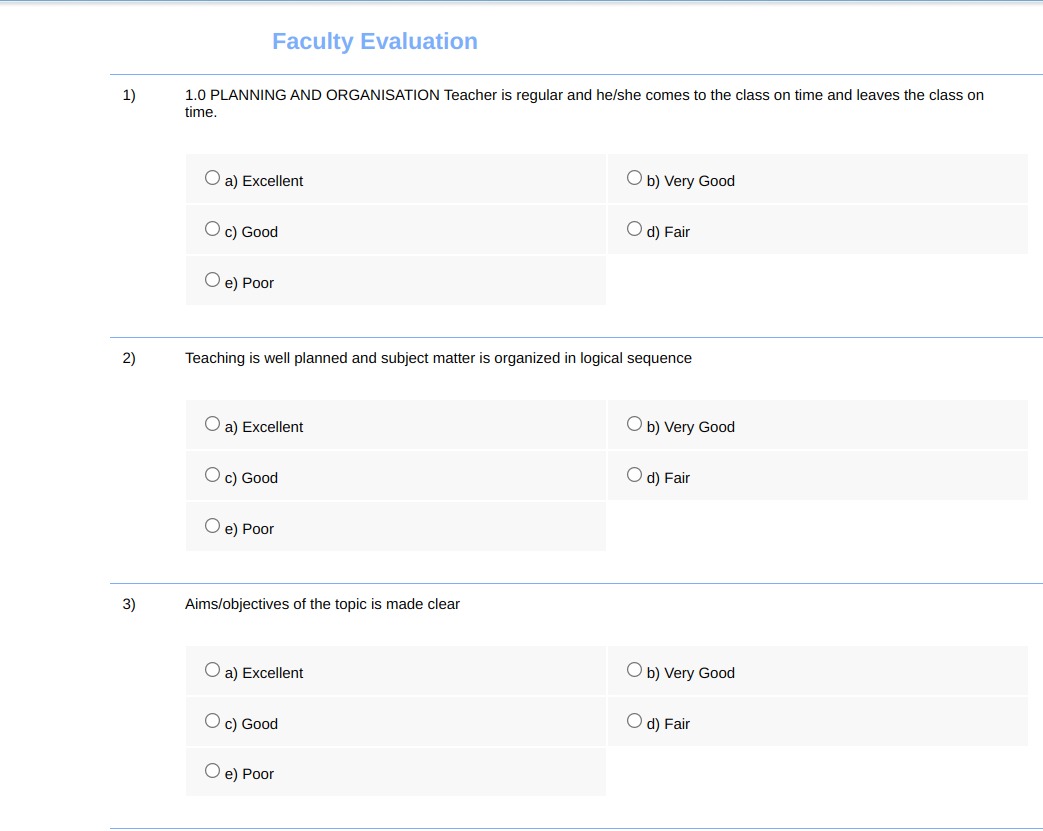 Faculty Evaluation
1) 1.0 PLANNING AND ORGANISATION Teacher is regular and he/she comes to the class on time and leaves the class on
time.
a) Excellent b) Very Good
c) Good d) Fair
e) Poor
2) Teaching is well planned and subject matter is organized in logical sequence
a) Excellent b) Very Good
c) Good d) Fair
e) Poor
3) Aims/objectives of the topic is made clear
a) Excellent b) Very Good
c) Good d) Fair
e) Poor